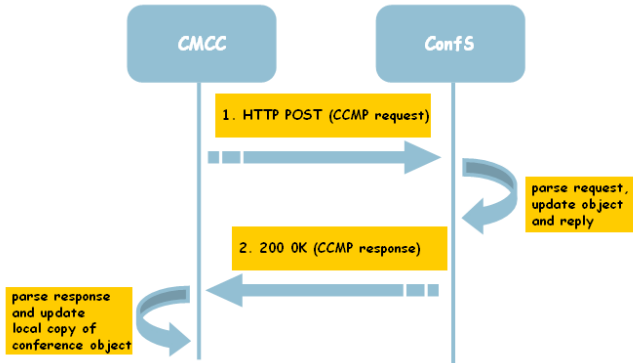 CMCC
ConfS
1. HTTP POST (CCMP request)
parse request,
update object
and reply
2. 200 OK (CCMP response)
parse response
and update
local copy of
conference object